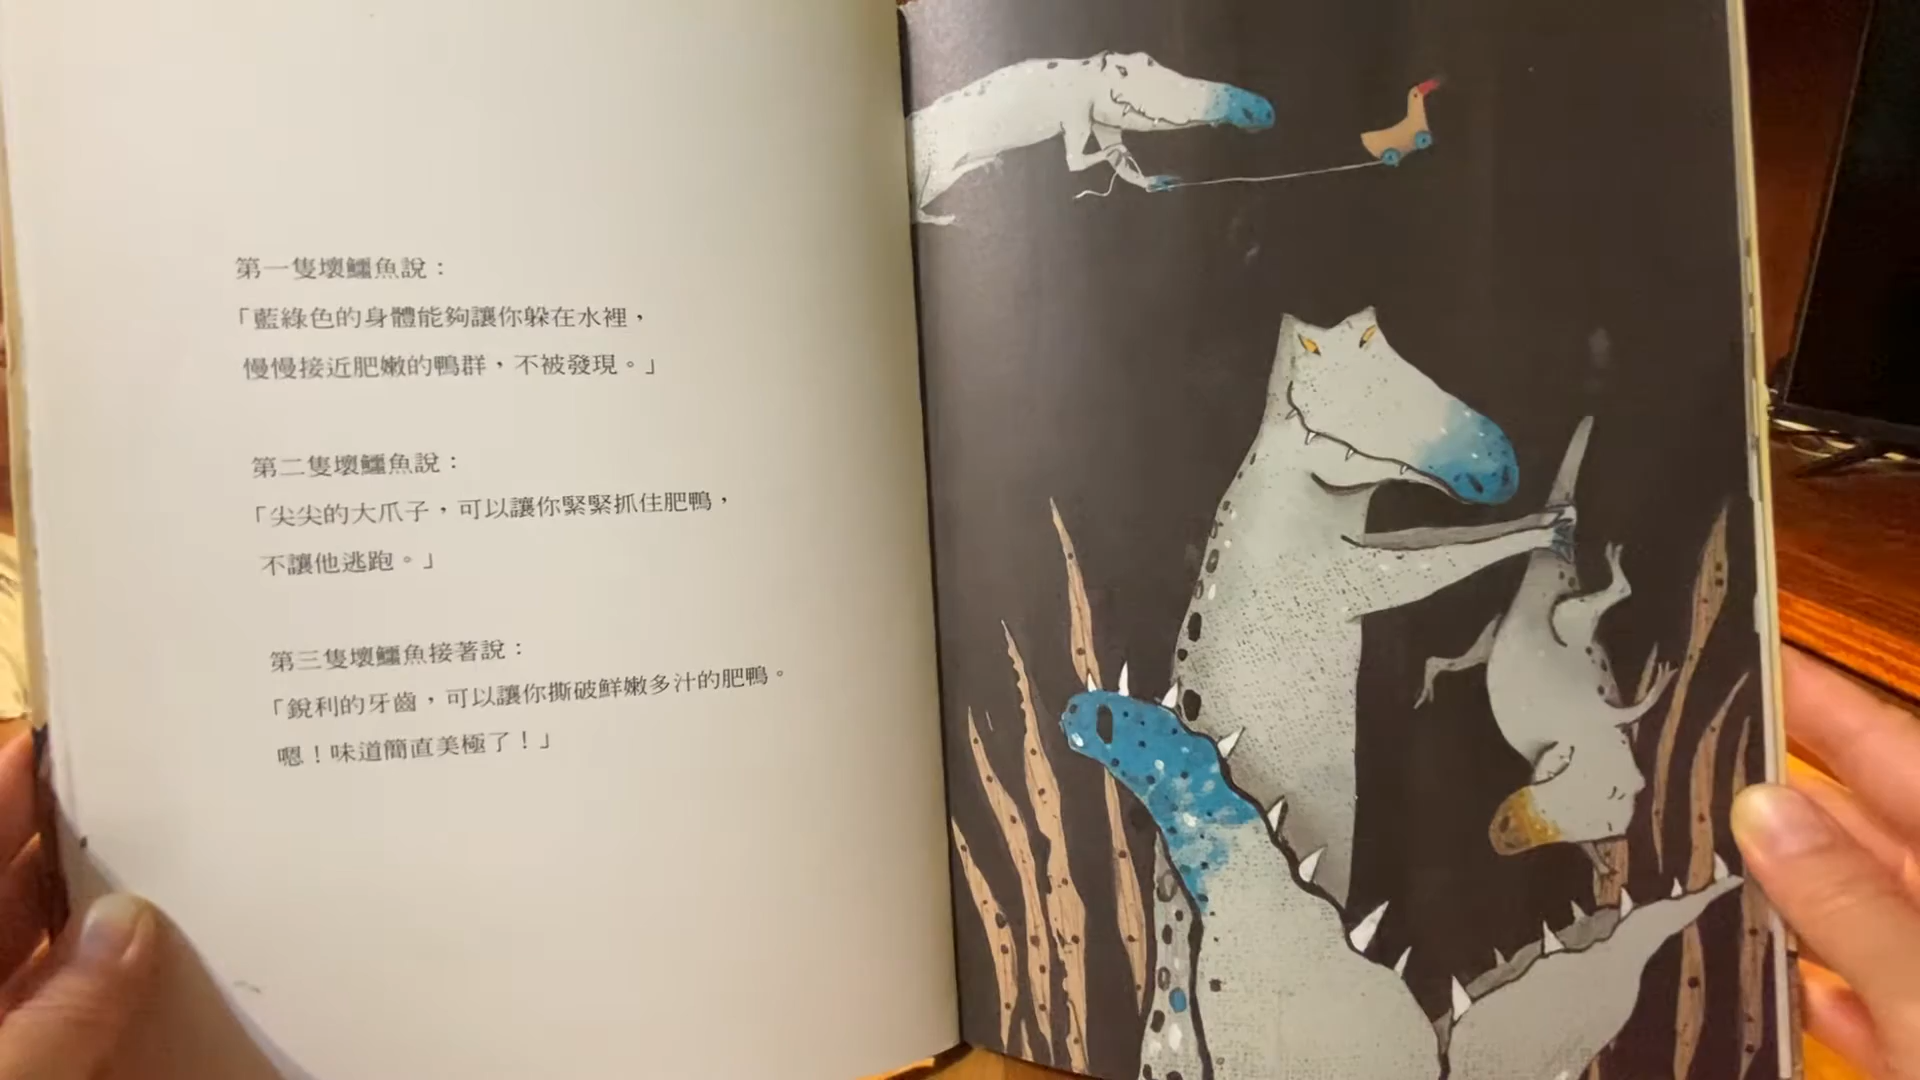 第一隻壞鱷魚說：
「藍綠色的身體能夠讓你躲在水裡，
慢慢接近肥嫩的鴨群，不被發現。」
第二隻壞鱷魚說：
「尖尖的大爪子，可以讓你緊緊抓住肥鴨，
不讓他逃跑。」
第三隻壞鱷魚接著說：
「銳利的牙齒，可以讓你撕破鮮嫩多汁的肥鴨。
嗯！味道簡直美極了！」